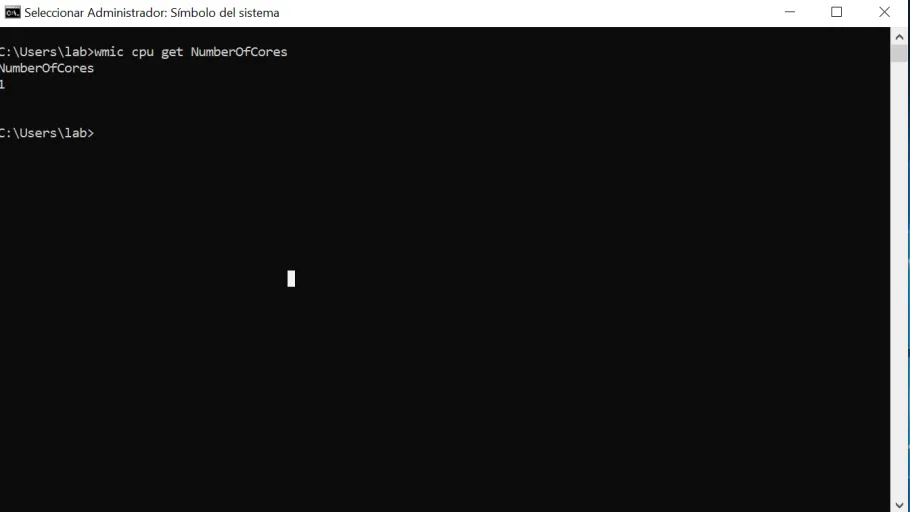 Seleccionar Administrador: Símbolo del sistema
C:\Users\lab>wmic cpu get NumberOfCores
NumberOfCores
1
C:\Users\lab>